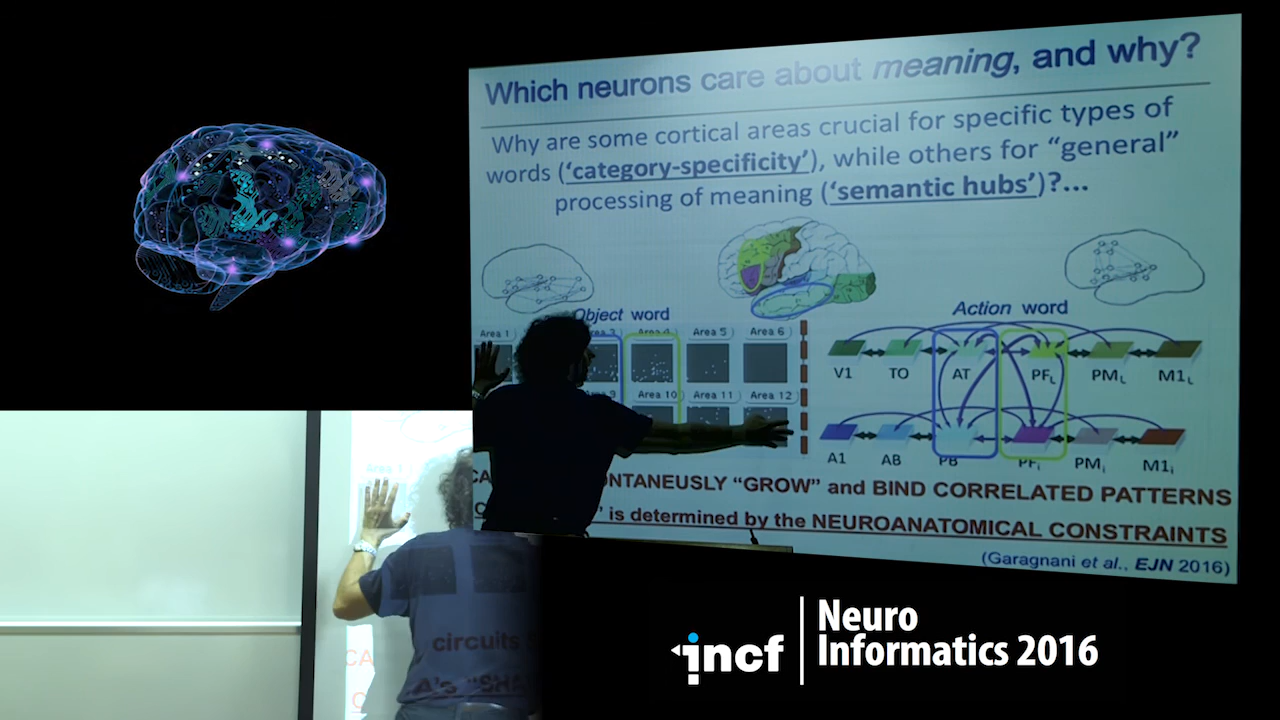 Which neurons care about meaning, and why?
Why are some cortical areas crucial for specific types of
words ('category-specificity'), while others for "general"
processing of meaning ('semantic hubs')?...
Object word
Action word
Area 1
Area 5
Area 6
Area 10
Area 11
Area 12
V1
TO
AT
PFL
PML
M1L
A1
AB
PB
PFi
PMi
M1i
"GROW" and BIND CORRELATED PATTERNS
is determined by the NEUROANATOMICAL CONSTRAINTS
(Garagnani et al., EJN 2016)
Area 1
circuits
CA
"SHA
C
incf
Neuro
Informatics 2016